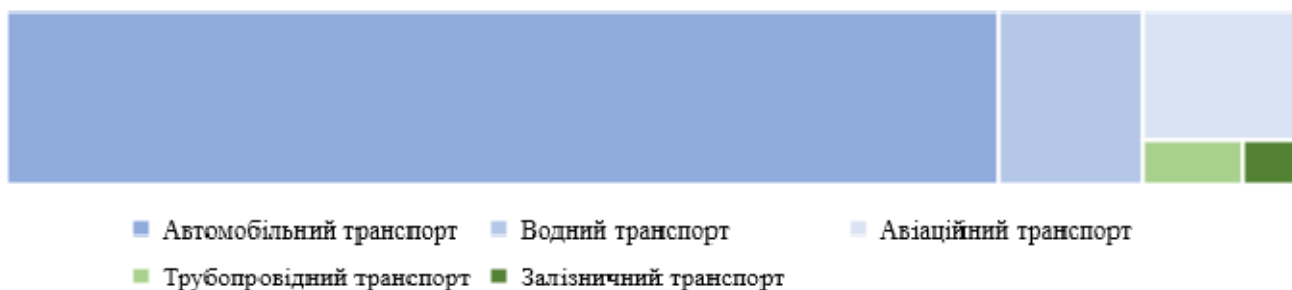 Автомобільний транспорт Водний транспорт Авіаційний транспорт
Трубопровідний транспорт Залізничний транспорт